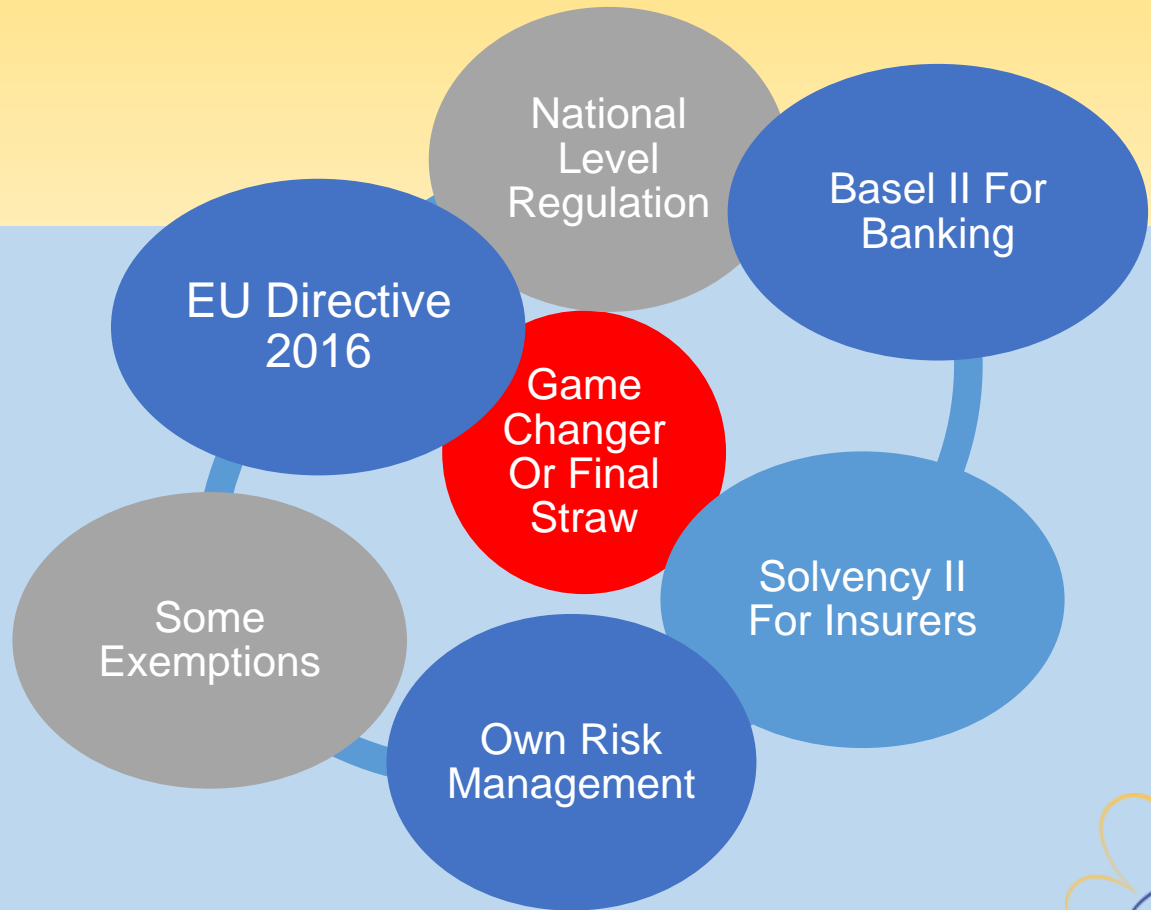 National
Level
Regulation
Basel II For
Banking
EU Directive
2016
Game
Changer
Or Final
Straw
Solvency II
For Insurers
Some
Exemptions
Own Risk
Management